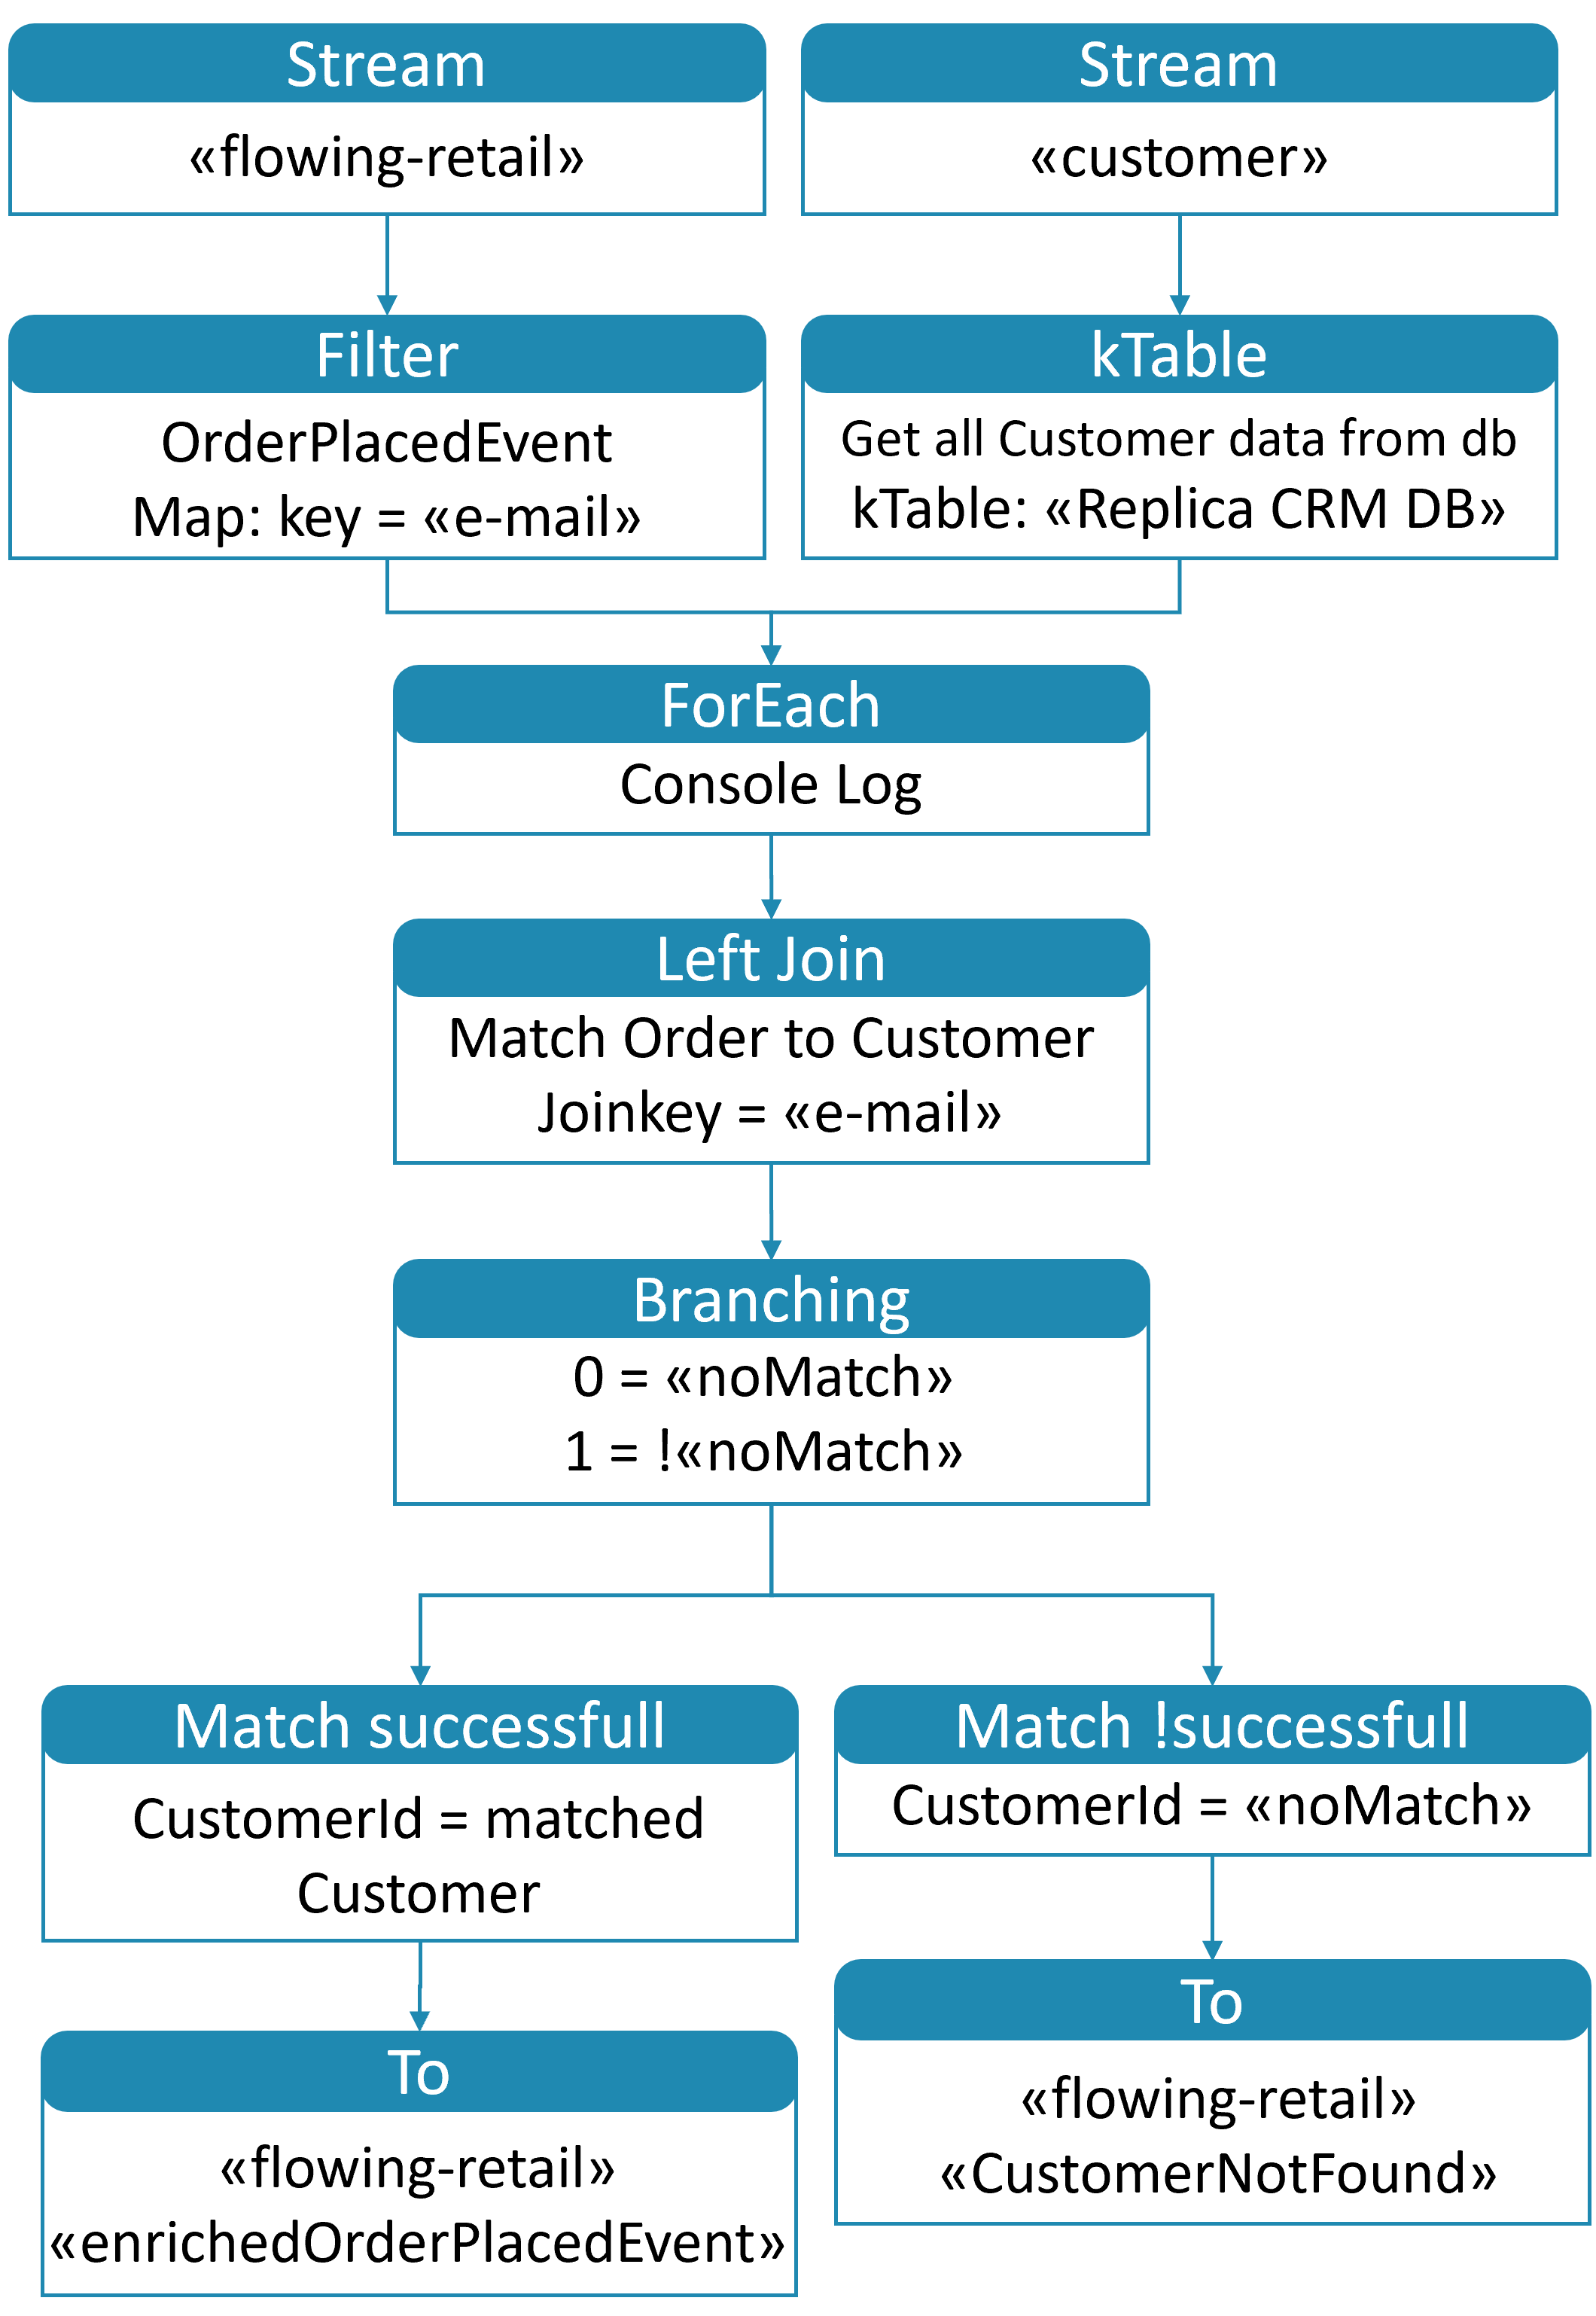 Stream
«flowing-retail»
Stream
«customer»
Filter
OrderPlacedEvent
Map: key = «e-mail»
kTable
Get all Customer data from db
kTable: «Replica CRM DB»
ForEach
Console Log
Left Join
Match Order to Customer
Joinkey = «e-mail»
Branching
0 = «noMatch»
1 = !«noMatch»
Match successfull
CustomerId = matched
Customer
Match !successfull
CustomerId = «noMatch»
To
«flowing-retail»
«enrichedOrderPlacedEvent»
To
«flowing-retail»
«CustomerNotFound»